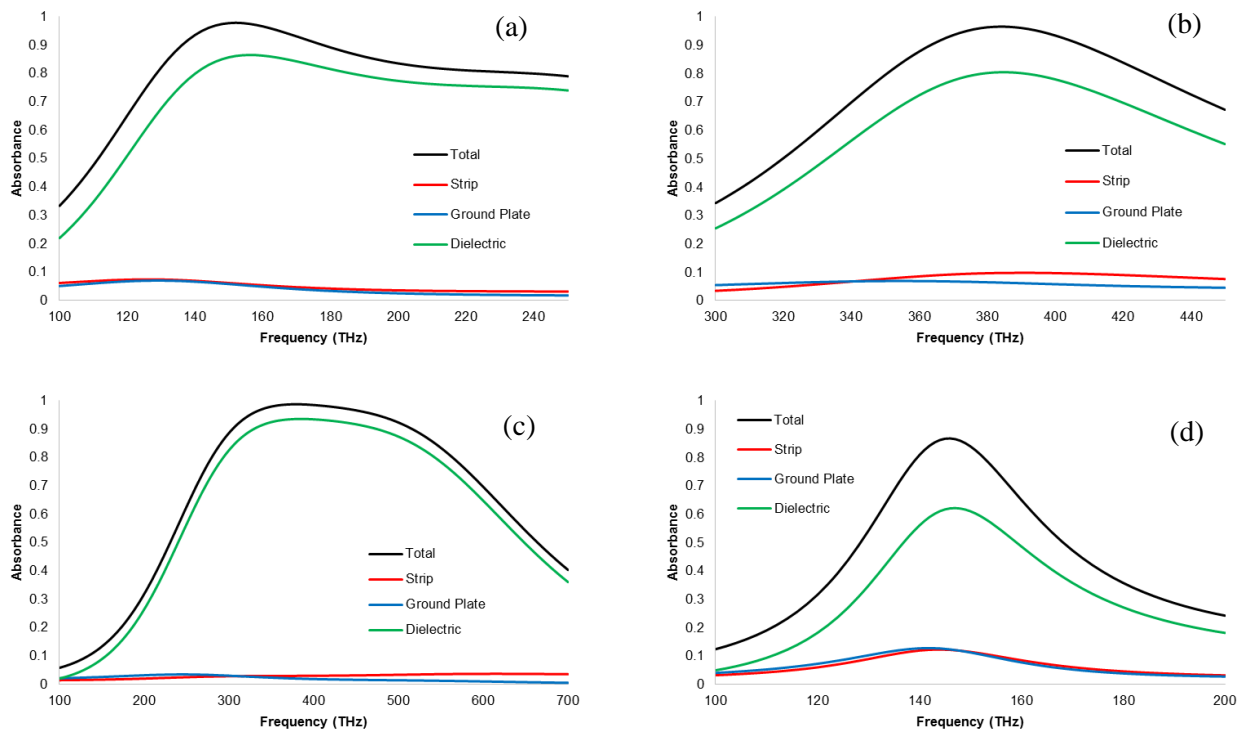 (a)
Absorbance
1
0.9
0.8
0.7
0.6
0.5
0.4
0.3
0.2
0.1
0
Total
Strip
Ground Plate
Dielectric
100 120 140 160 180 200 220 240
Frequency (THz)
(b)
Absorbance
1
0.9
0.8
0.7
0.6
0.5
0.4
0.3
0.2
0.1
0
Total
Strip
Ground Plate
Dielectric
300 320 340 360 380 400 420 440
Frequency (THz)
(c)
Absorbance
1
0.9
0.8
0.7
0.6
0.5
0.4
0.3
0.2
0.1
0
Total
Strip
Ground Plate
Dielectric
100 200 300 400 500 600 700
Frequency (THz)
(d)
Absorbance
1
0.9
0.8
0.7
0.6
0.5
0.4
0.3
0.2
0.1
0
Total
Strip
Ground Plate
Dielectric
100 120 140 160 180 200
Frequency (THz)